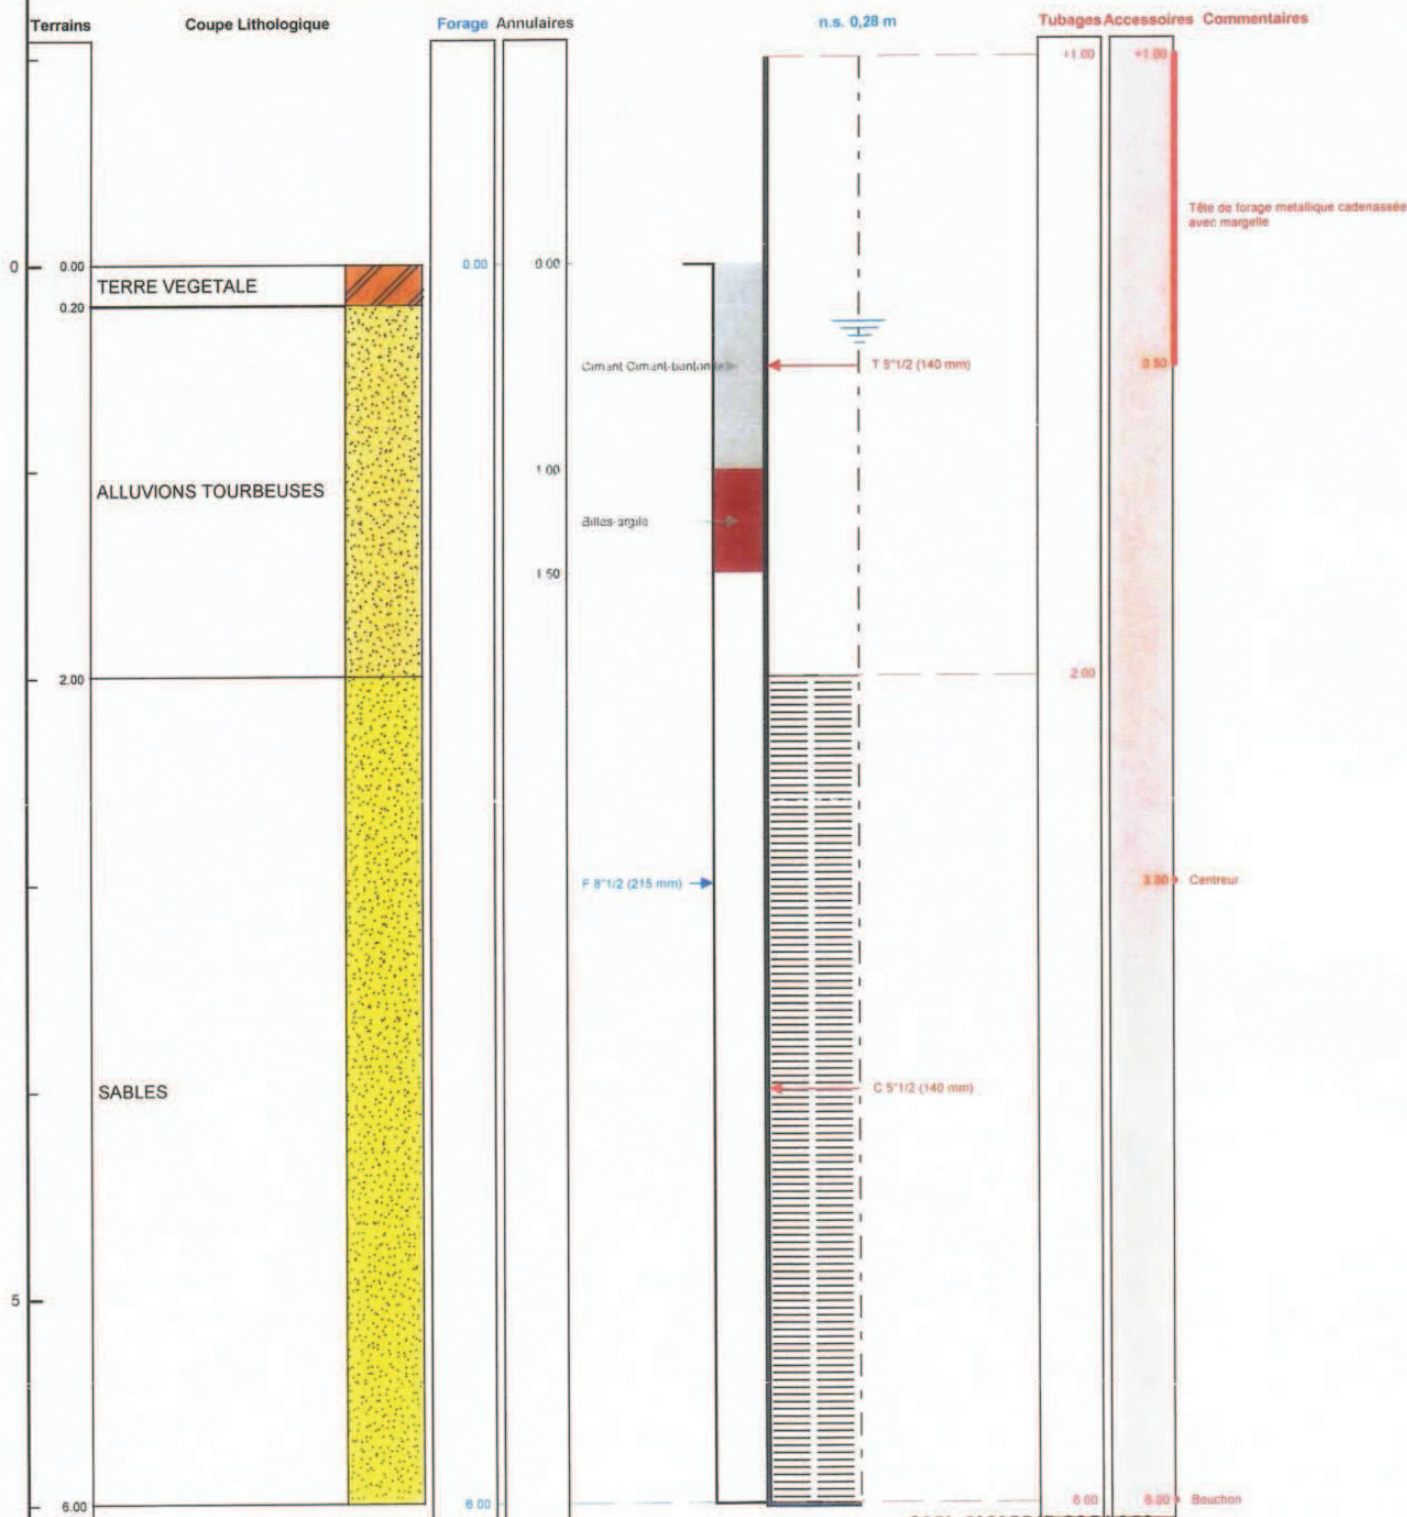 Terrains Coupe Lithologique Forage Annulaires n.s. 0,28 m Tubages Accessoires Commentaires
+1.00 +1.00
Tête de forage metallique cadenassée
avec margelle
0 0.00 0.00 0.00
TERRE VEGETALE
0.20
Cimant Cimant-bantonite T 5"1/2 (140 mm) 0.50
1.00
ALLUVIONS TOURBEUSES
Billes-argile
1.50
2.00 2.00
F 8"1/2 (215 mm) 3.00 Centreur
SABLES C 5"1/2 (140 mm)
5
6.00 6.00 6.00 6.00 Bouchon